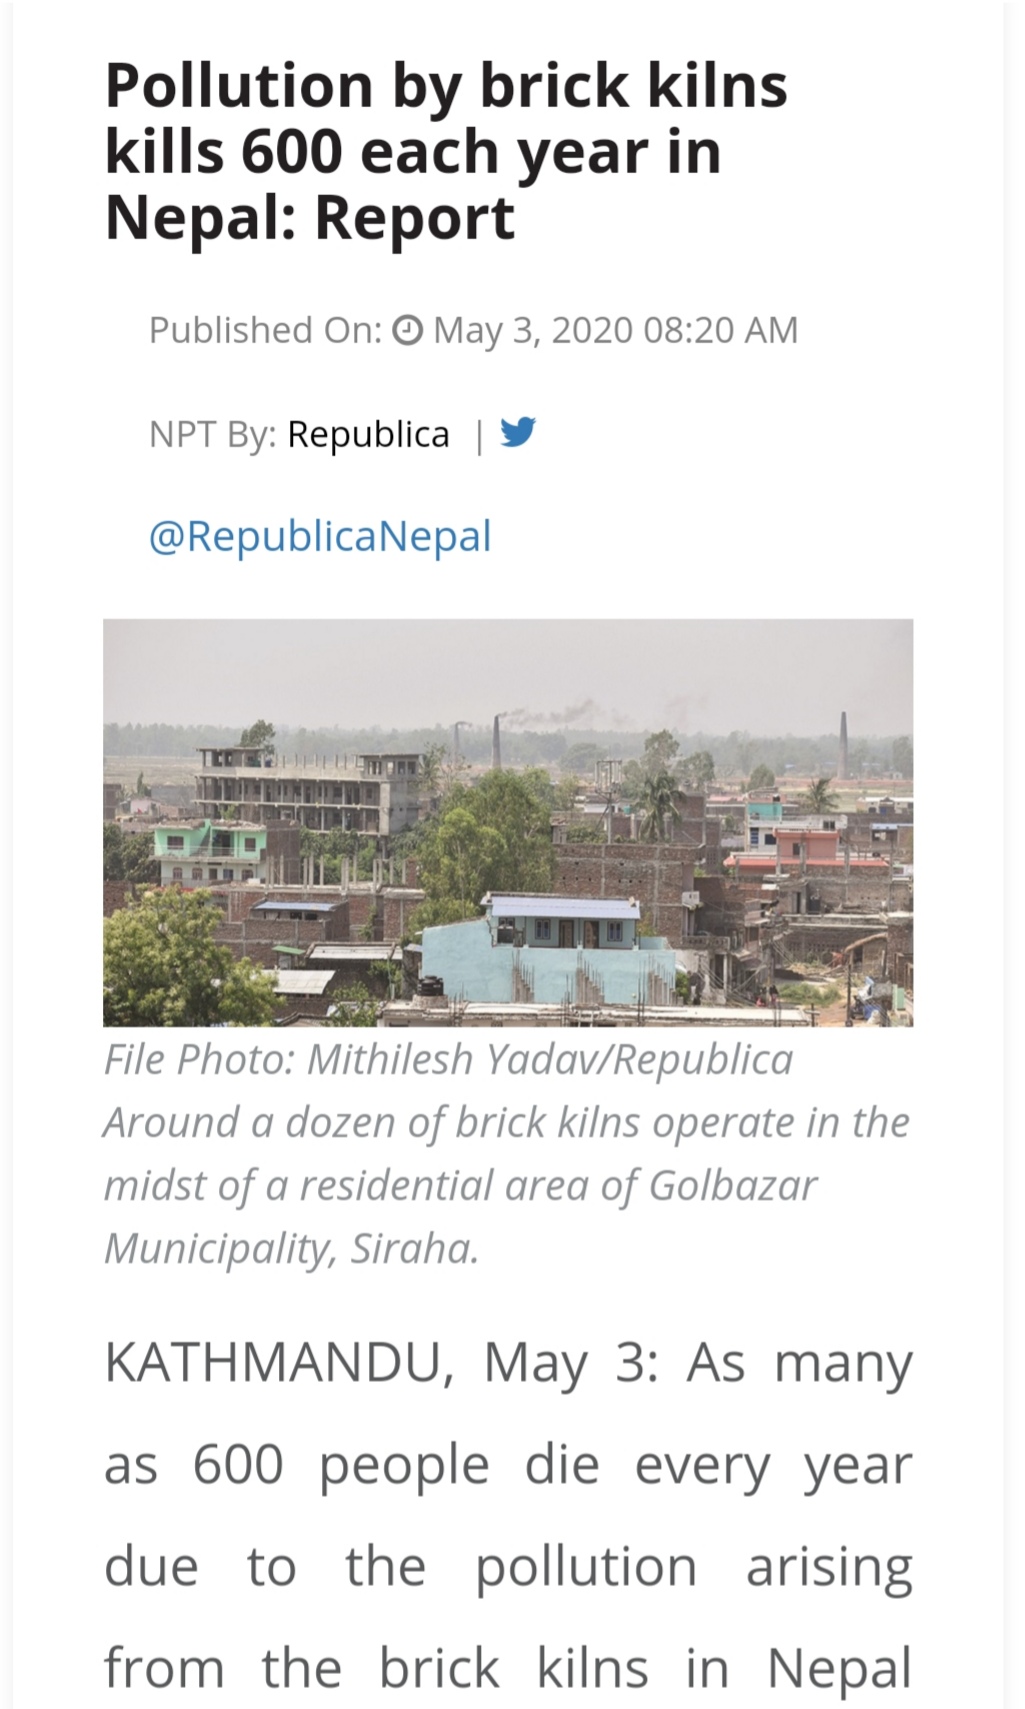 Pollution by brick kilns
kills 600 each year in
Nepal: Report
Published On: May 3, 2020 08:20 AM
NPT By: Republica |
@RepublicaNepal
File Photo: Mithilesh Yadav/Republica
Around a dozen of brick kilns operate in the
midst of a residential area of Golbazar
Municipality, Siraha.
KATHMANDU, May 3: As many
as 600 people die every year
due to the pollution arising
from the brick kilns in Nepal